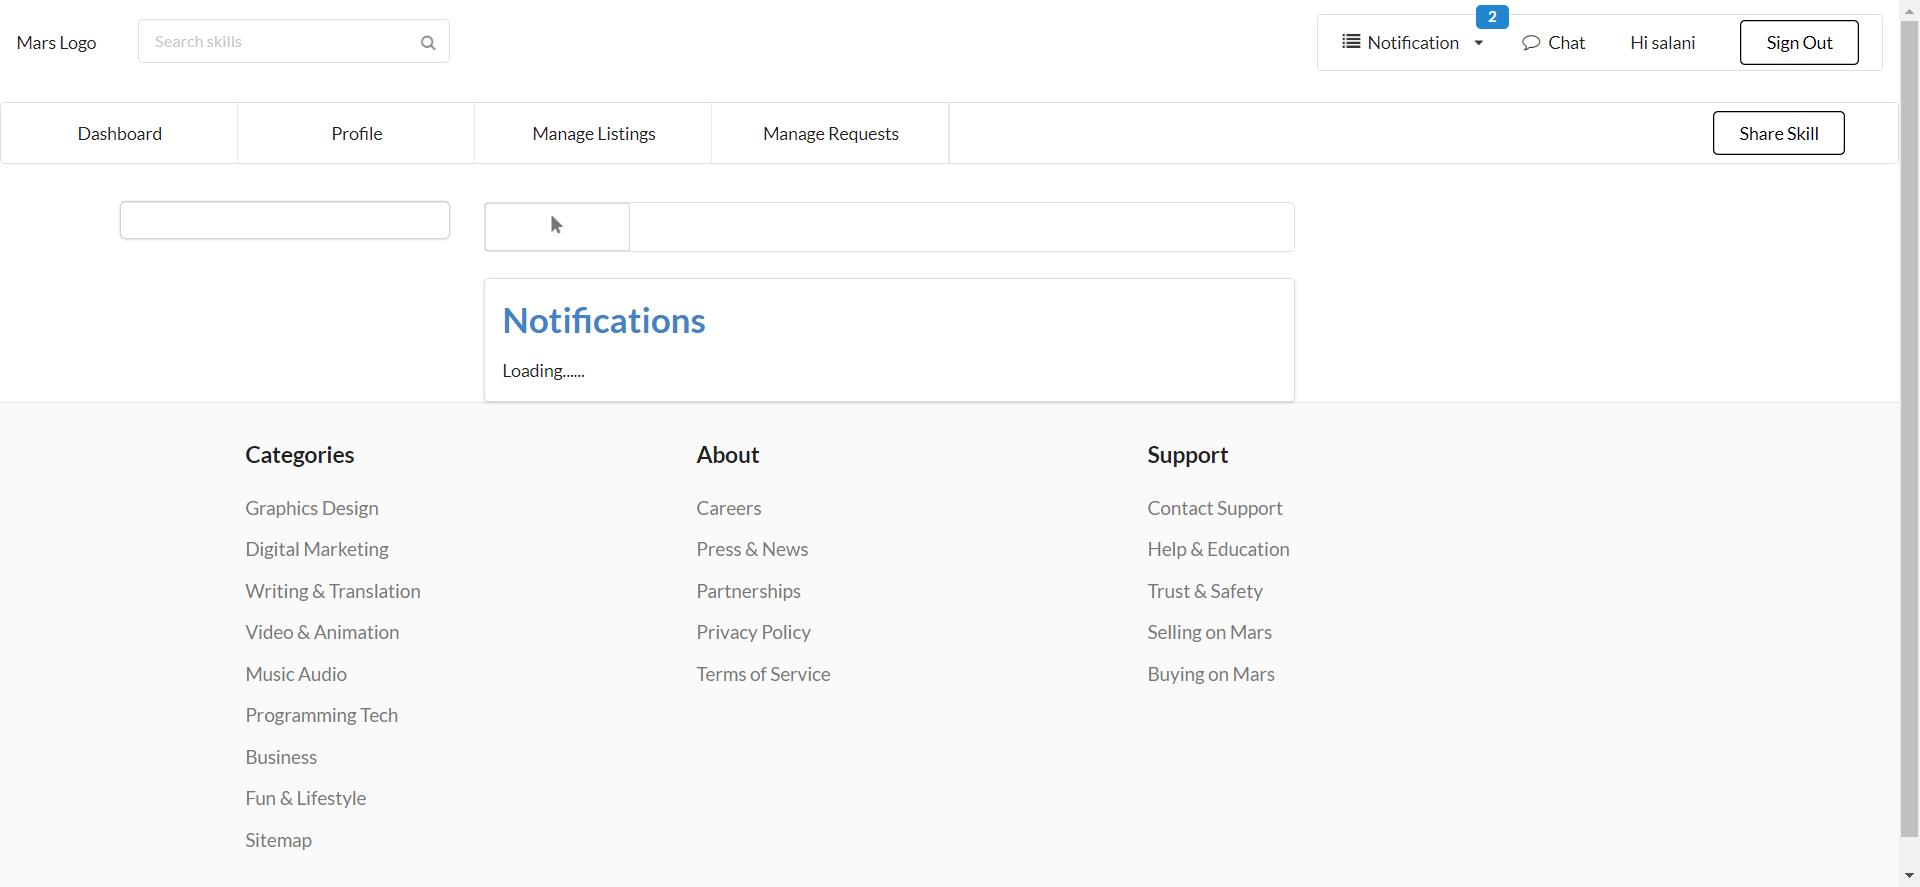 Mars Logo
Search skills
2
Notification
Chat
Hi salani
Sign Out
Dashboard
Profile
Manage Listings
Manage Requests
Share Skill
Notifications
Loading......
Categories
Graphics Design
Digital Marketing
Writing & Translation
Video & Animation
Music Audio
Programming Tech
Business
Fun & Lifestyle
Sitemap
About
Careers
Press & News
Partnerships
Privacy Policy
Terms of Service
Support
Contact Support
Help & Education
Trust & Safety
Selling on Mars
Buying on Mars